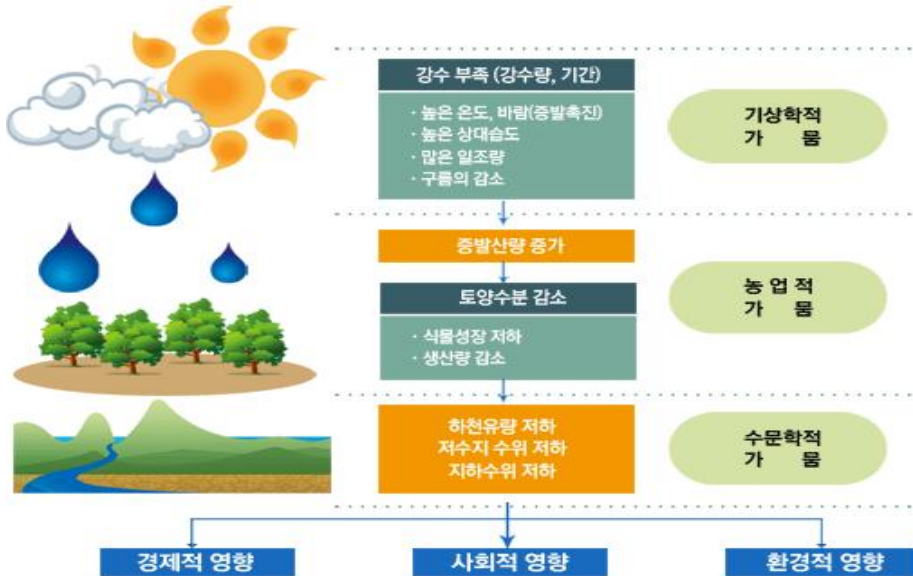 강수 부족 (강수량, 기간)
· 높은 온도, 바람(증발촉진)
· 높은 상대습도
· 많은 일조량
· 구름의 감소
기상학적
가 뭄
증발산량 증가
토양수분 감소
· 식물성장 저하
· 생산량 감소
농 업 적
가 뭄
하천유량 저하
저수지 수위 저하
지하수위 저하
수문학적
가 뭄
경제적 영향
사회적 영향
환경적 영향